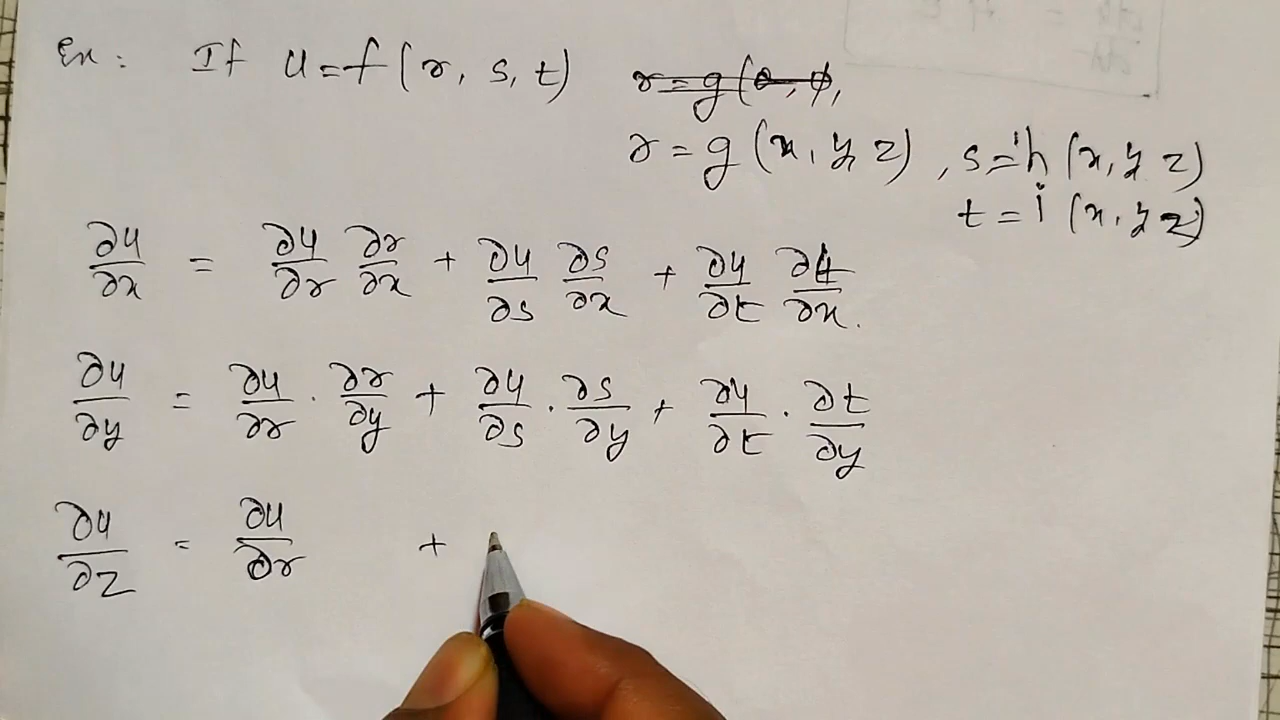 Ex: If u=f(r, s, t) r=g(θ, φ,
r=g(x, y, z), s=h(x, y, z)
t=i(x, y, z)
∂u/∂x = ∂u/∂r ∂r/∂x + ∂u/∂s ∂s/∂x + ∂u/∂t ∂t/∂x.
∂u/∂y = ∂u/∂r · ∂r/∂y + ∂u/∂s · ∂s/∂y + ∂u/∂t · ∂t/∂y
∂u/∂z = ∂u/∂r +